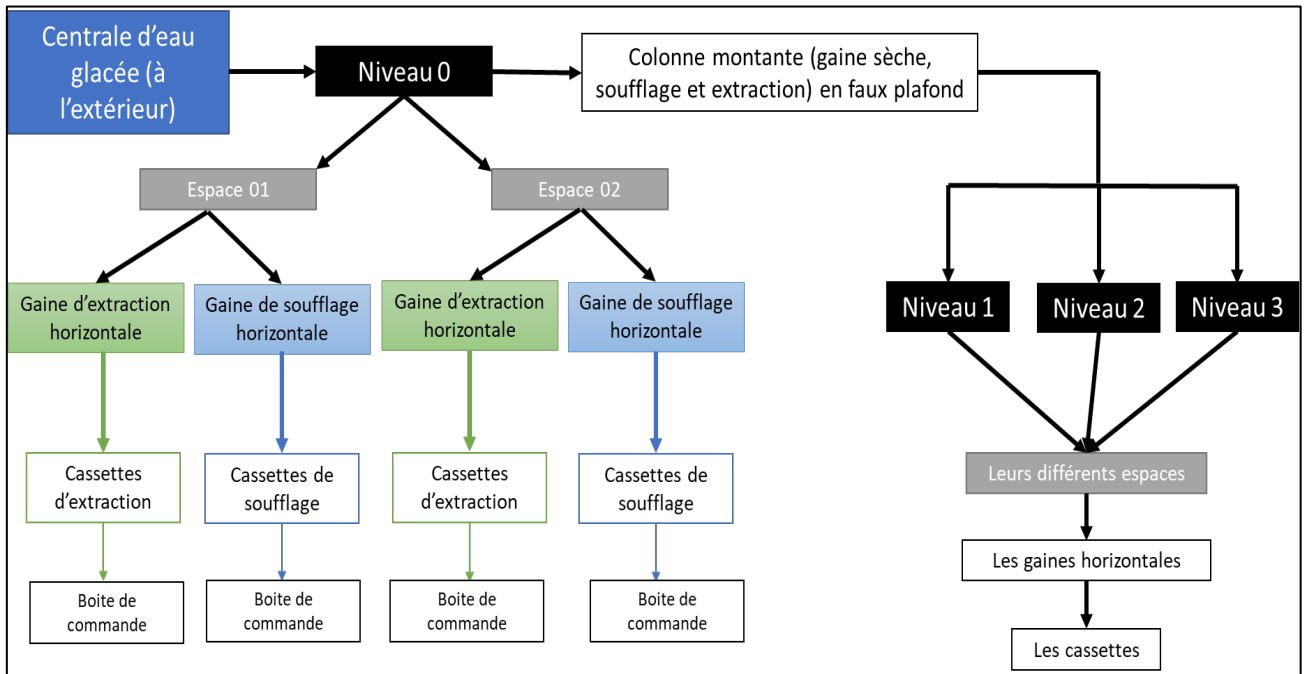 Centrale d'eau
glacée (à
l'extérieur)
Niveau 0
Colonne montante (gaine sèche,
soufflage et extraction) en faux plafond
Espace 01
Espace 02
Gaine d'extraction
horizontale
Gaine de soufflage
horizontale
Gaine d'extraction
horizontale
Gaine de soufflage
horizontale
Niveau 1
Niveau 2
Niveau 3
Cassettes
d'extraction
Cassettes de
soufflage
Cassettes
d'extraction
Cassettes de
soufflage
Leurs différents espaces
Les gaines horizontales
Boite de
commande
Boite de
commande
Boite de
commande
Boite de
commande
Les cassettes